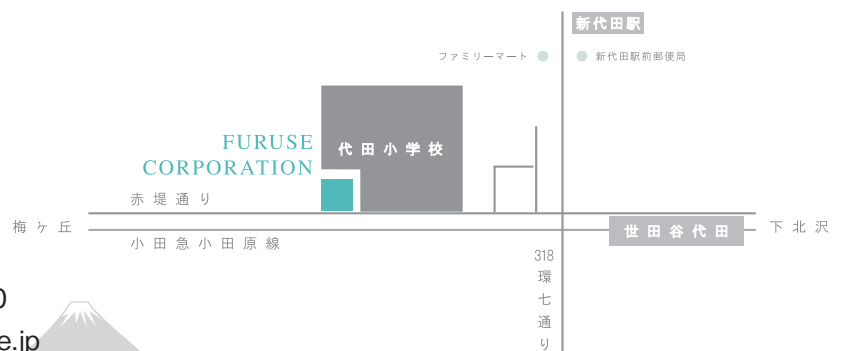 新代田駅
ファミリーマート
新代田駅前郵便局
FURUSE
CORPORATION
代田小学校
赤堤通り
梅ヶ丘
世田谷代田
下北沢
小田急小田原線
318
環七通り
0
e.jp